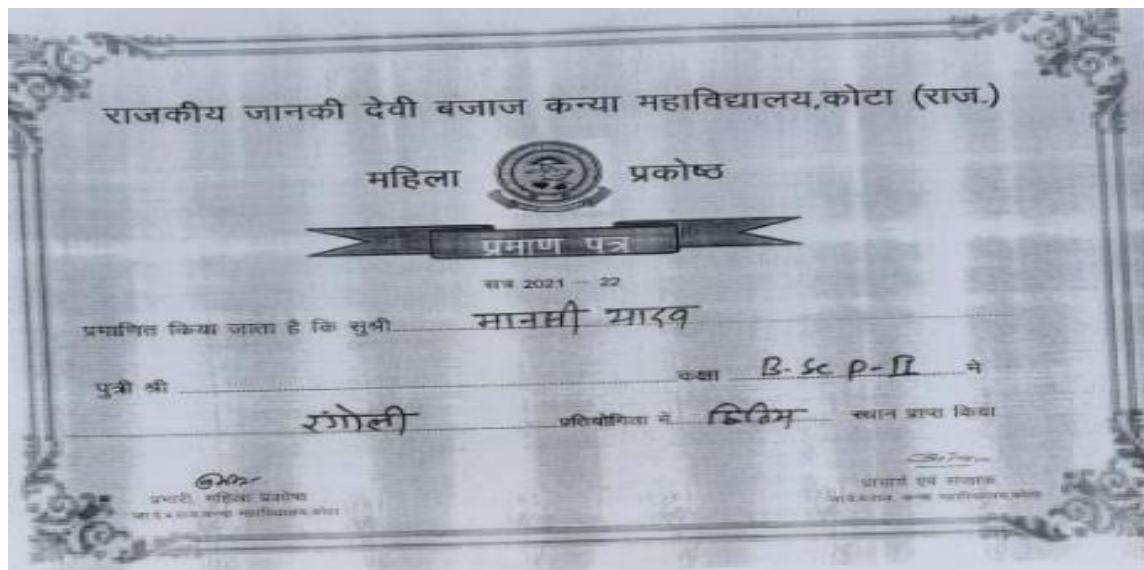 राजकीय जानकी देवी बजाज कन्या महाविद्यालय,कोटा (राज.)
महिला प्रकोष्ठ
प्रमाण पत्र
सत्र 2021 - 22
प्रमाणित किया जाता है कि सुश्री मानसी यादव
पुत्री श्री कक्षा B.Sc P-II ने
रंगोली प्रतियोगिता में स्थान प्राप्त किया
प्रभारी, महिला प्रकोष्ठ
प्राचार्य एवं संरक्षक